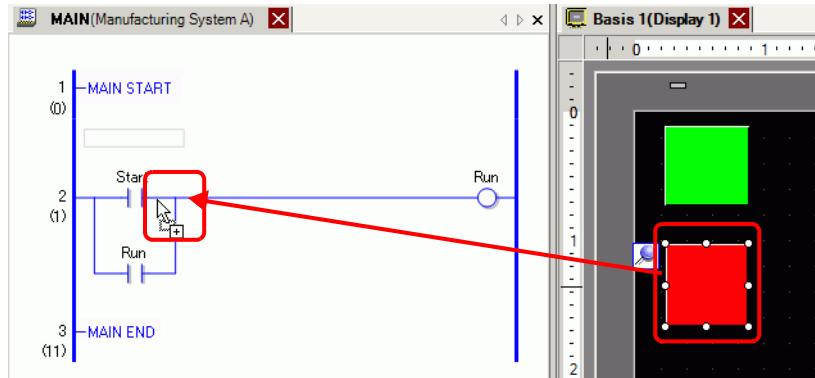 MAIN(Manufacturing System A)
Basis 1(Display 1)
0 1
1 MAIN START
(0)
0
Start
Run
2
(1)
1
Run
3 MAIN END
(11)
2